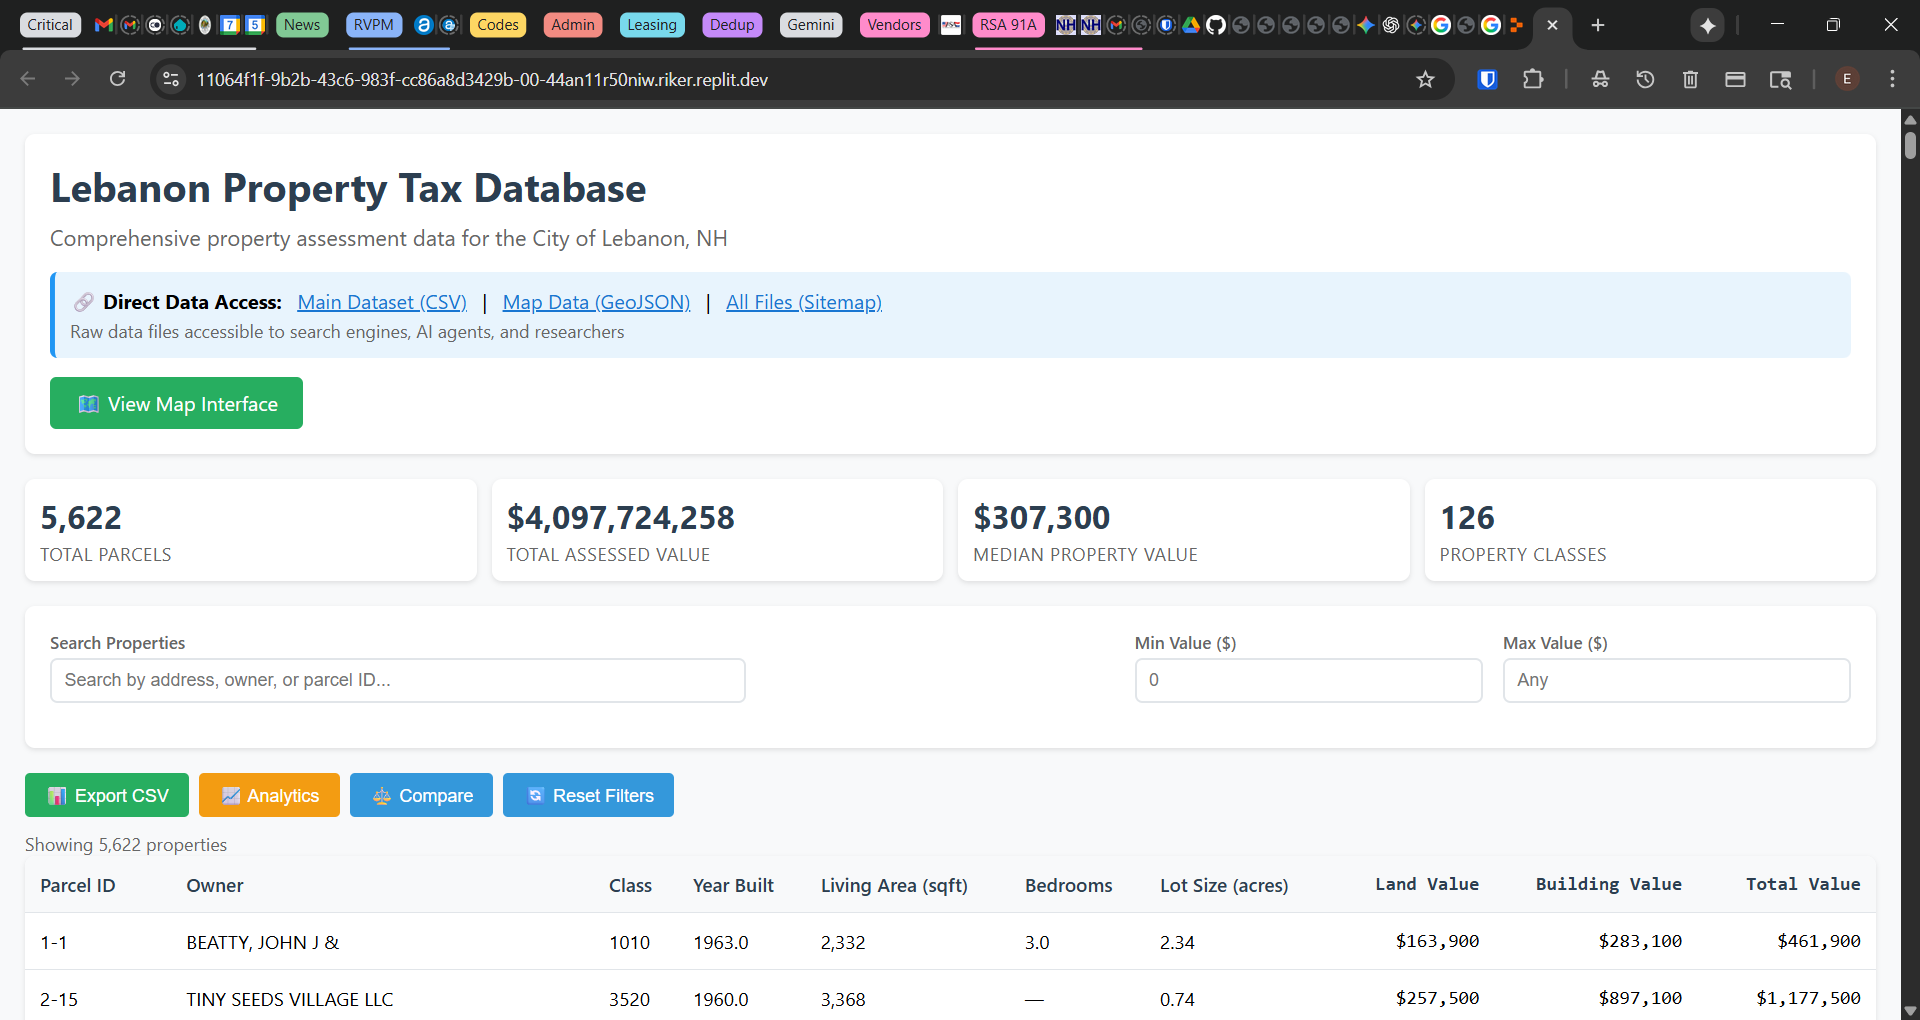 Critical
7
5
News
RVPM
Codes
Admin
Leasing
Dedup
Gemini
Vendors
RSA 91A
NH
NH
11064f1f-9b2b-43c6-983f-cc86a8d3429b-00-44an11r50niw.riker.replit.dev
E
Lebanon Property Tax Database
Comprehensive property assessment data for the City of Lebanon, NH
Direct Data Access: Main Dataset (CSV) | Map Data (GeoJSON) | All Files (Sitemap)
Raw data files accessible to search engines, AI agents, and researchers
View Map Interface
5,622
TOTAL PARCELS
$4,097,724,258
TOTAL ASSESSED VALUE
$307,300
MEDIAN PROPERTY VALUE
126
PROPERTY CLASSES
Search Properties
Search by address, owner, or parcel ID...
Min Value ($)
0
Max Value ($)
Any
Export CSV
Analytics
Compare
Reset Filters
Showing 5,622 properties
Parcel ID Owner Class Year Built Living Area (sqft) Bedrooms Lot Size (acres) Land Value Building Value Total Value
1-1 BEATTY, JOHN J & 1010 1963.0 2,332 3.0 2.34 $163,900 $283,100 $461,900
2-15 TINY SEEDS VILLAGE LLC 3520 1960.0 3,368 — 0.74 $257,500 $897,100 $1,177,500